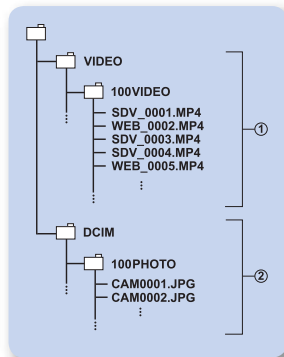 VIDEO
100VIDEO
SDV_0001.MP4
WEB_0002.MP4
SDV_0003.MP4
SDV_0004.MP4
WEB_0005.MP4
①
DCIM
100PHOTO
②
CAM0001.JPG
CAM0002.JPG